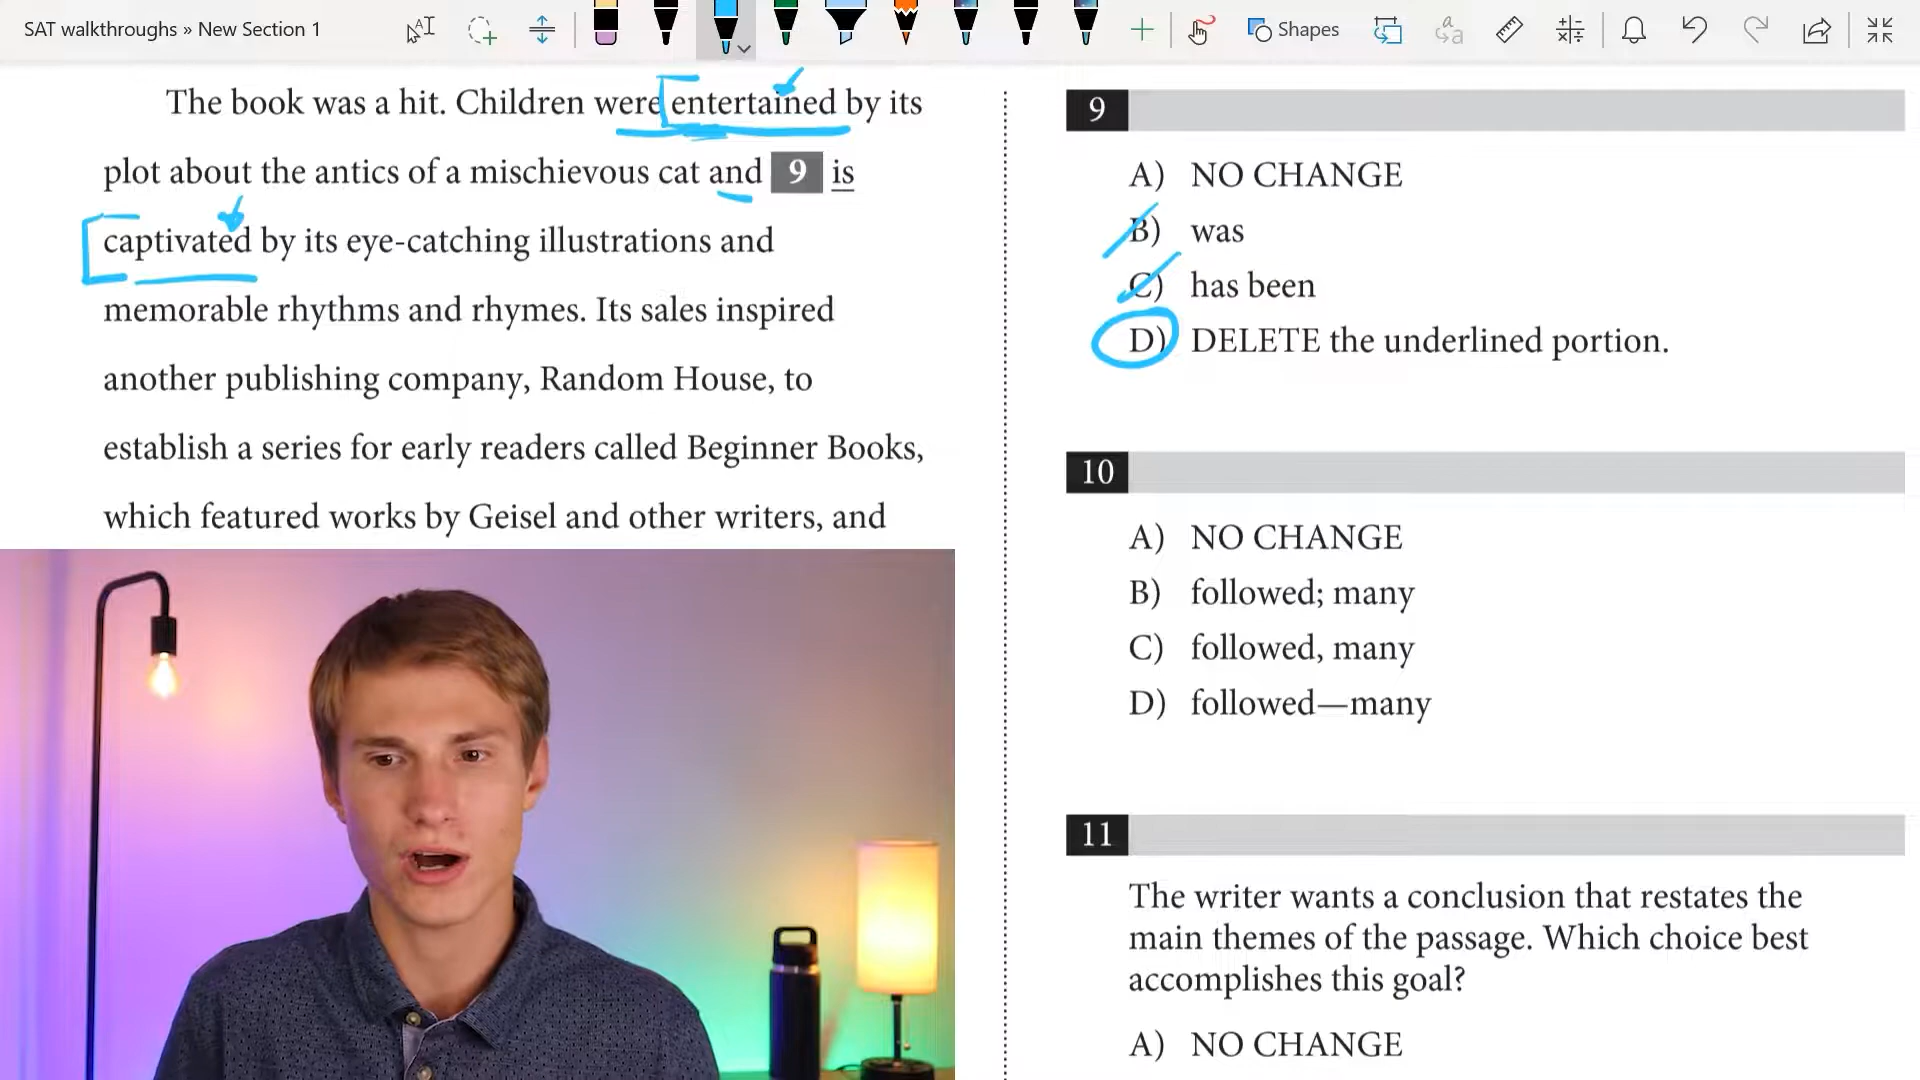 SAT walkthroughs » New Section 1
Shapes
The book was a hit. Children were entertained by its
plot about the antics of a mischievous cat and 9 is
captivated by its eye-catching illustrations and
memorable rhythms and rhymes. Its sales inspired
another publishing company, Random House, to
establish a series for early readers called Beginner Books,
which featured works by Geisel and other writers, and
9
A) NO CHANGE
B) was
C) has been
D) DELETE the underlined portion.
10
A) NO CHANGE
B) followed; many
C) followed, many
D) followed—many
11
The writer wants a conclusion that restates the
main themes of the passage. Which choice best
accomplishes this goal?
A) NO CHANGE